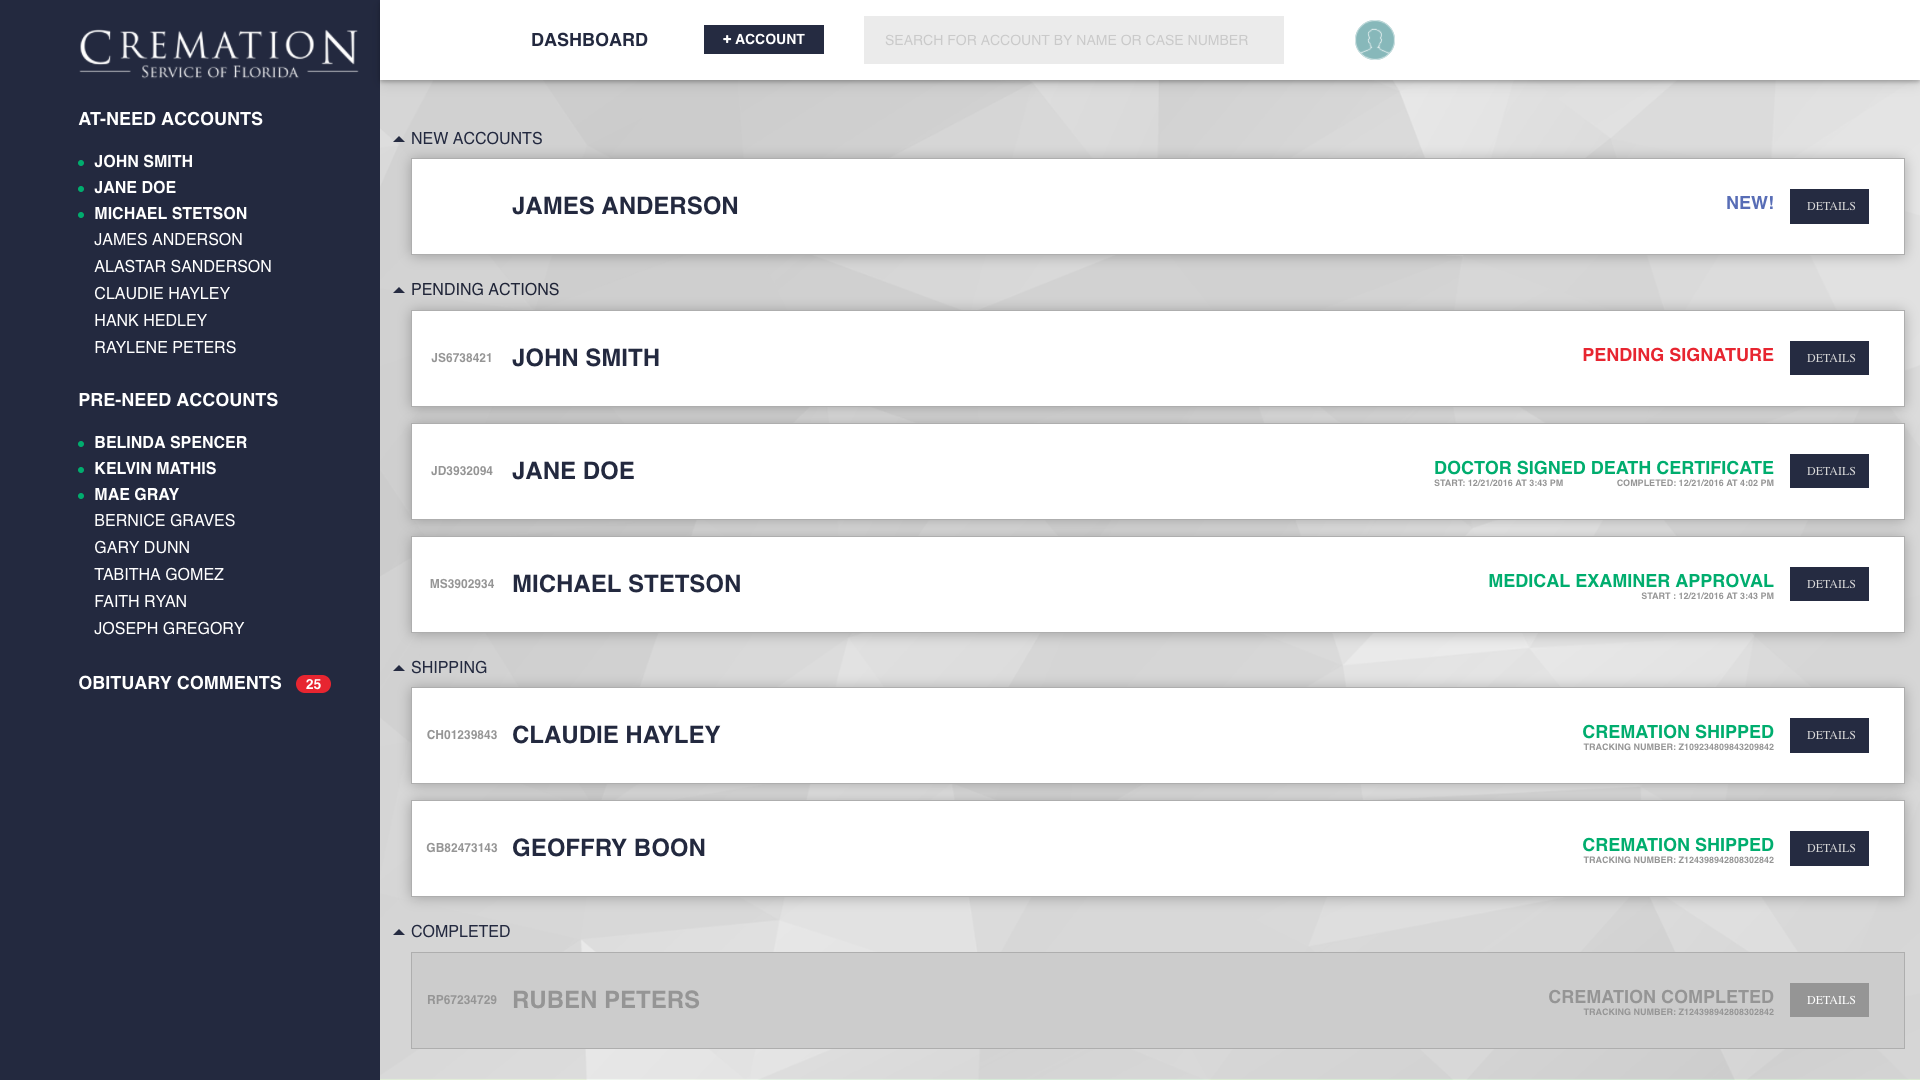 CREMATION
SERVICE OF FLORIDA
AT-NEED ACCOUNTS
JOHN SMITH
JANE DOE
MICHAEL STETSON
JAMES ANDERSON
ALASTAR SANDERSON
CLAUDIE HAYLEY
HANK HEDLEY
RAYLENE PETERS
PRE-NEED ACCOUNTS
BELINDA SPENCER
KELVIN MATHIS
MAE GRAY
BERNICE GRAVES
GARY DUNN
TABITHA GOMEZ
FAITH RYAN
JOSEPH GREGORY
OBITUARY COMMENTS 25
DASHBOARD + ACCOUNT SEARCH FOR ACCOUNT BY NAME OR CASE NUMBER
NEW ACCOUNTS
JAMES ANDERSON NEW! DETAILS
PENDING ACTIONS
JS6738421 JOHN SMITH PENDING SIGNATURE DETAILS
JD3932094 JANE DOE DOCTOR SIGNED DEATH CERTIFICATE DETAILS
START: 12/21/2016 AT 3:43 PM COMPLETED: 12/21/2016 AT 4:02 PM
MS3902934 MICHAEL STETSON MEDICAL EXAMINER APPROVAL DETAILS
START : 12/21/2016 AT 3:43 PM
SHIPPING
CH01239843 CLAUDIE HAYLEY CREMATION SHIPPED DETAILS
TRACKING NUMBER: Z109234809843209842
GB82473143 GEOFFRY BOON CREMATION SHIPPED DETAILS
TRACKING NUMBER: Z124398942808302842
COMPLETED
RP67234729 RUBEN PETERS CREMATION COMPLETED DETAILS
TRACKING NUMBER: Z124398942808302842